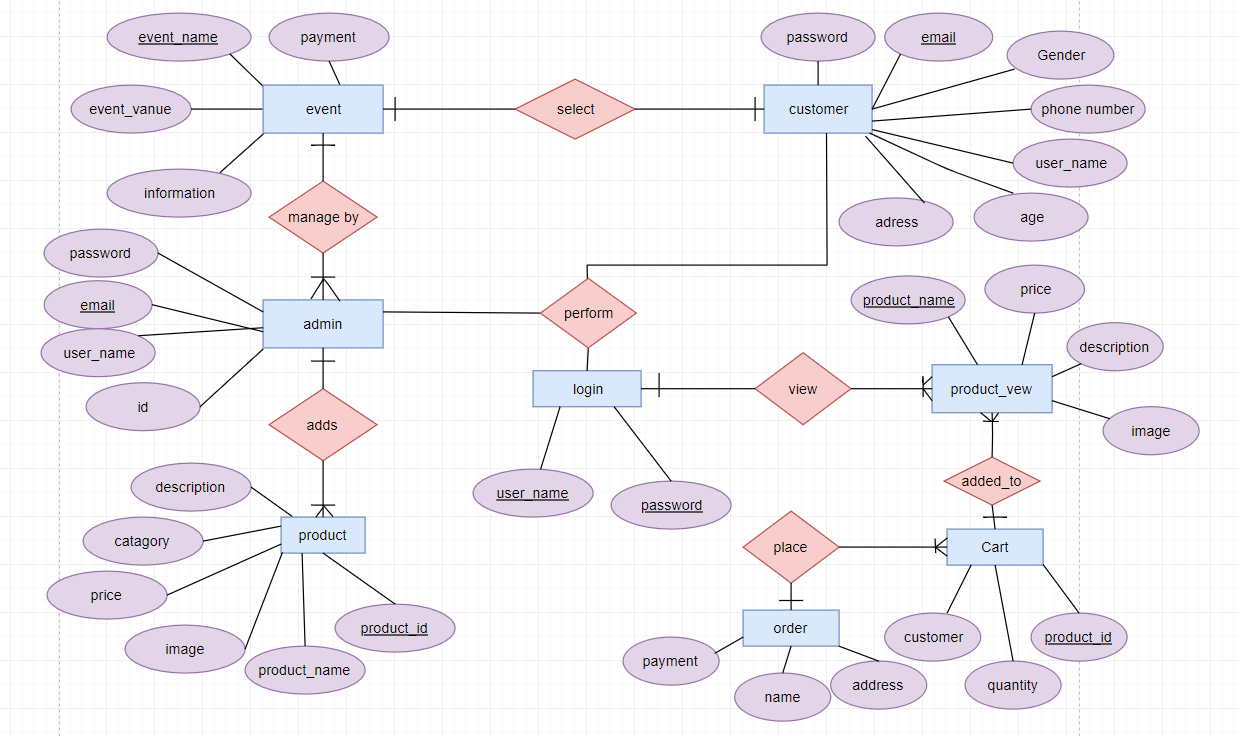 event_name
payment
password
email
Gender
event_vanue
event
select
customer
phone number
user_name
information
manage by
adress
age
password
email
admin
perform
product_name
price
user_name
description
id
login
view
product_vew
adds
image
description
user_name
password
added_to
catagory
product
place
Cart
price
product_id
order
customer
product_id
image
product_name
payment
name
address
quantity